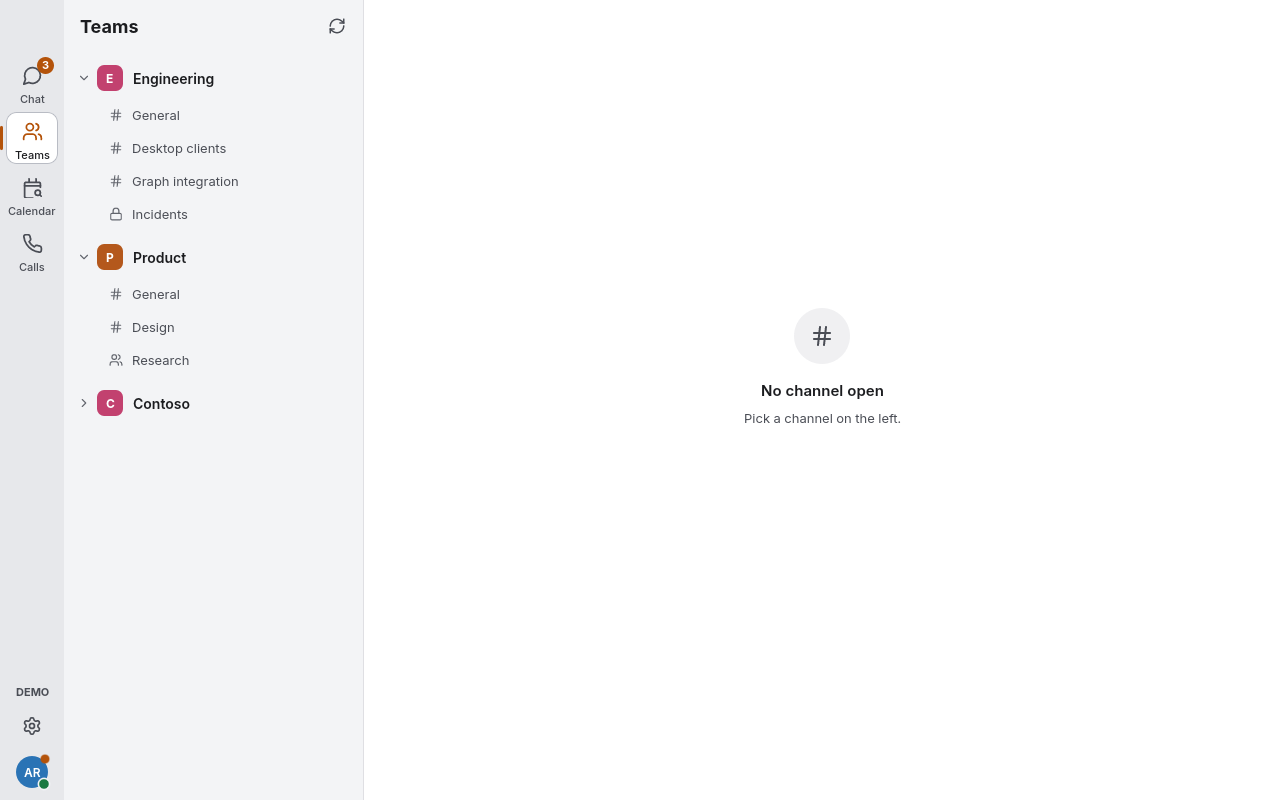 Teams
3
Chat
Teams
Calendar
Calls
E Engineering
General
Desktop clients
Graph integration
Incidents
P Product
General
Design
Research
C Contoso
No channel open
Pick a channel on the left.
DEMO
AR